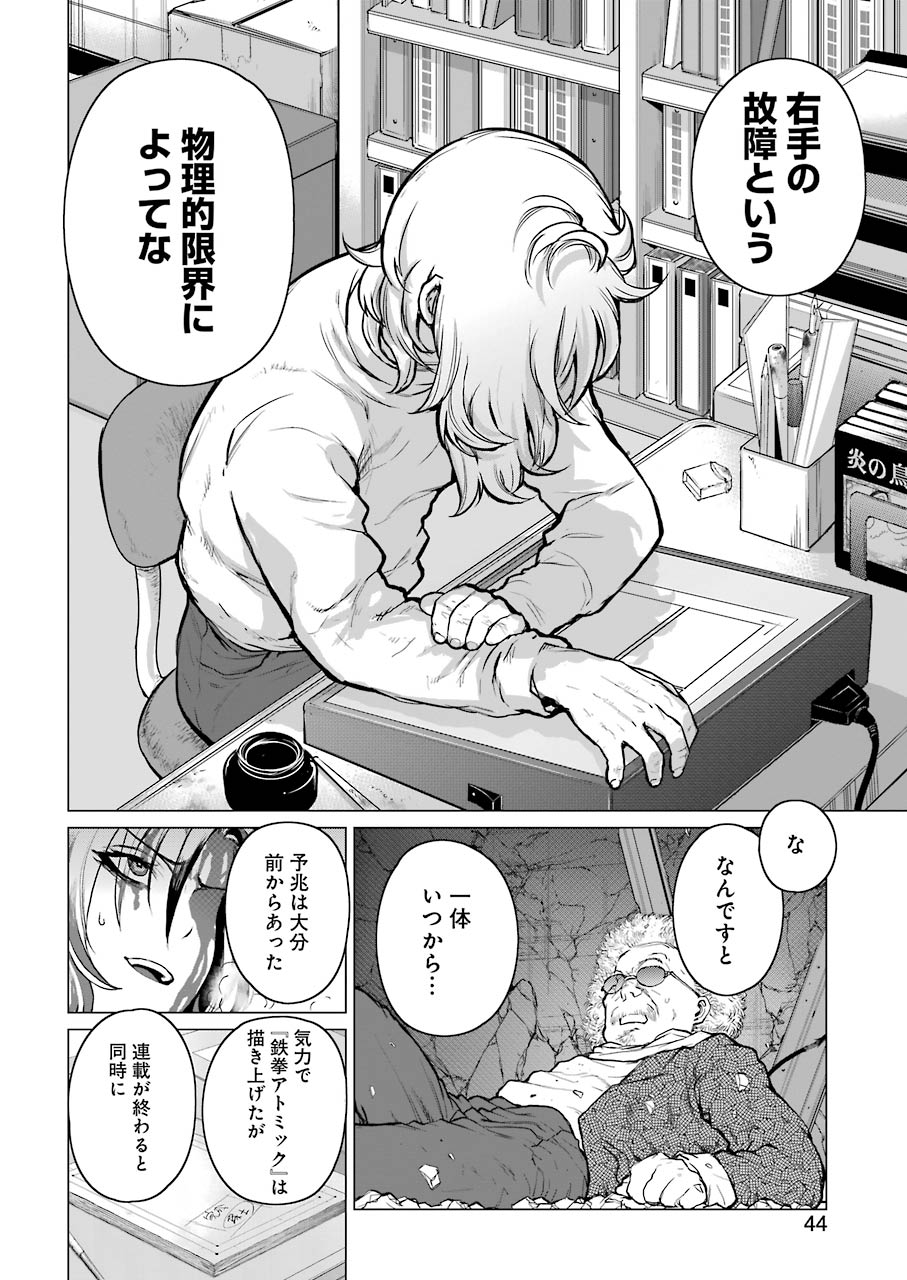 右手の
故障という
物理的限界に
よってな
炎の鳥
な
なんですと
一体
いつから…
予兆は大分
前からあった
気力で
『鉄拳アトミック』は
描き上げたが
連載が終わると
同時に
44